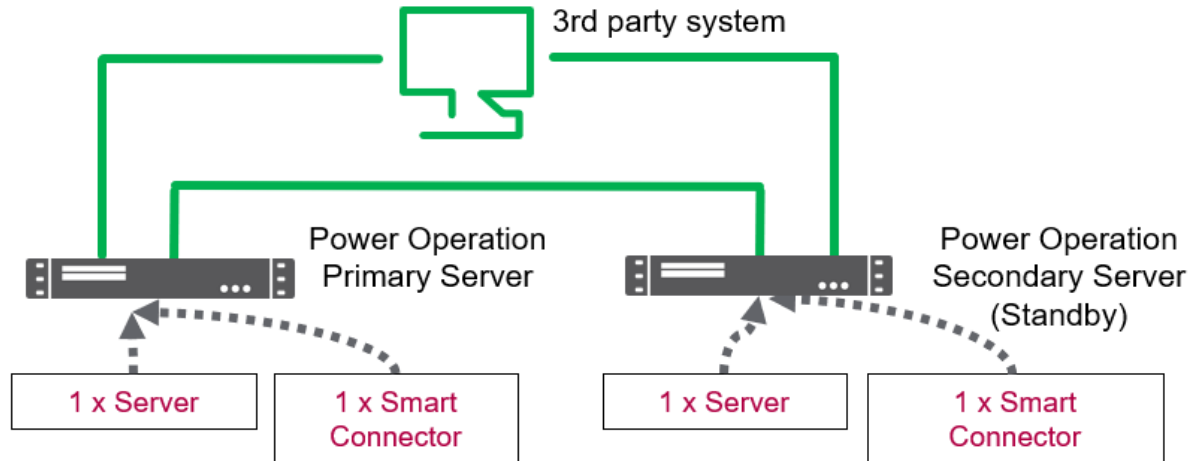 3rd party system
Power Operation
Primary Server
Power Operation
Secondary Server
(Standby)
1 x Server
1 x Smart
Connector
1 x Server
1 x Smart
Connector